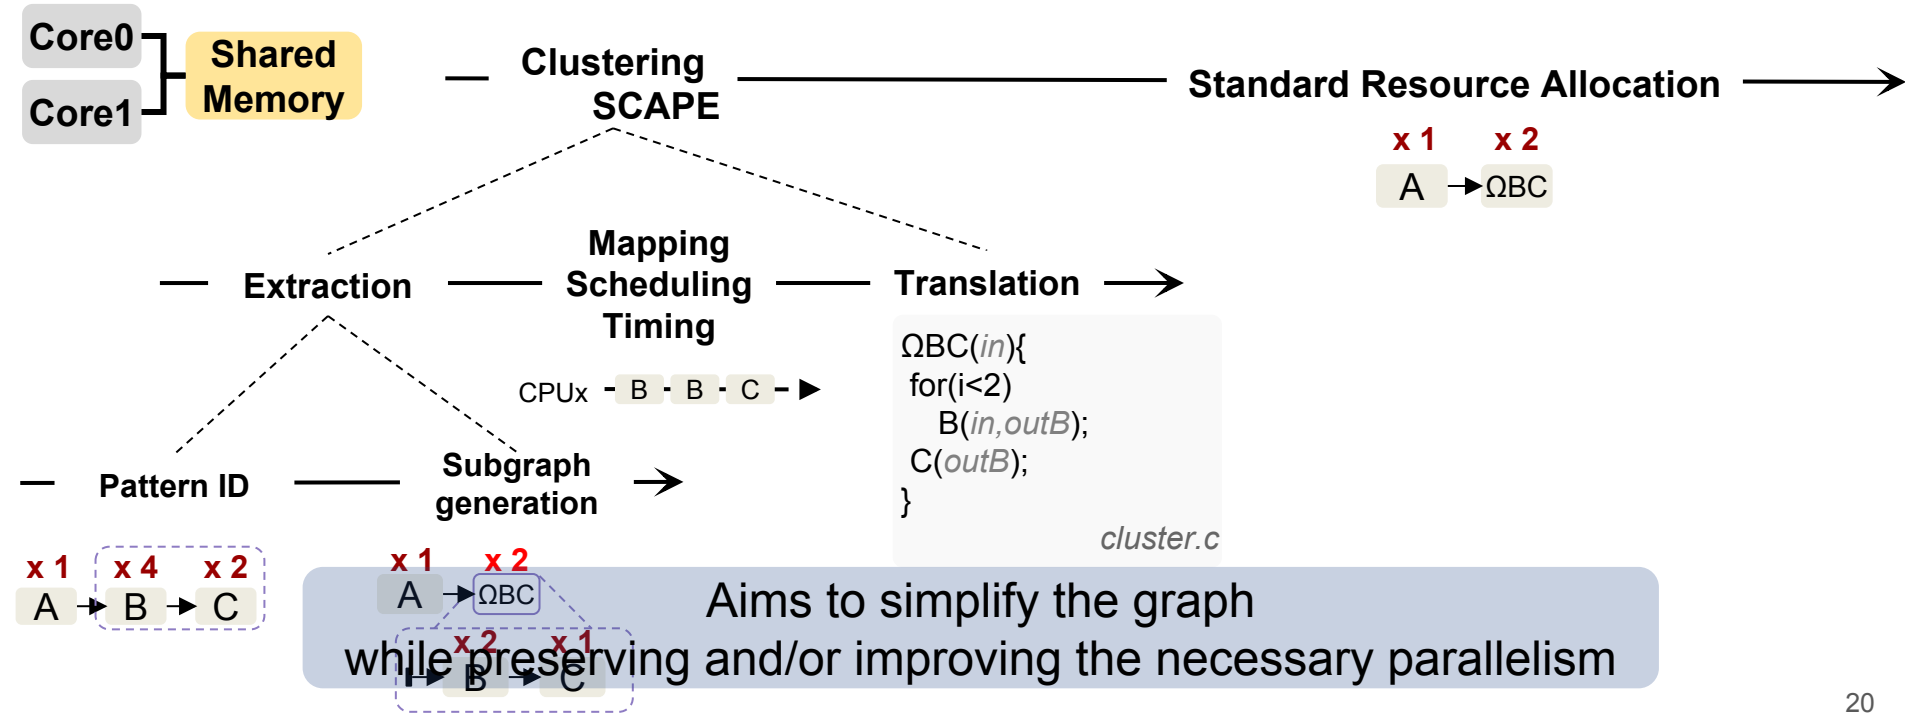 Core0
Core1
Shared
Memory
Clustering
SCAPE
Standard Resource Allocation
x 1 x 2
A ΩBC
Extraction
Mapping
Scheduling
Timing
Translation
CPUx B B C
ΩBC(in){
for(i<2)
B(in,outB);
C(outB);
}
cluster.c
Pattern ID
Subgraph
generation
x 1 x 4 x 2
A B C
x 1 x 2
A ΩBC
x 2 x 1
B C
Aims to simplify the graph
while preserving and/or improving the necessary parallelism
20